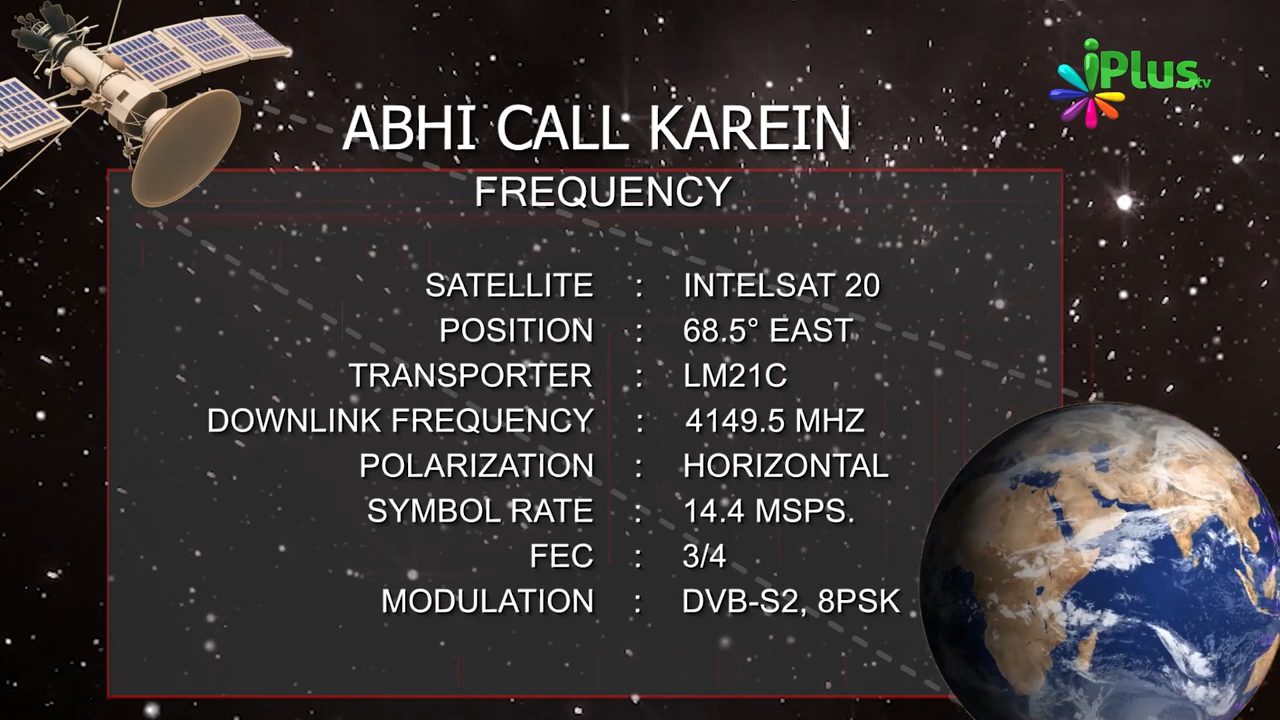 iPlus.tv
ABHI CALL KAREIN
FREQUENCY
SATELLITE : INTELSAT 20
POSITION : 68.5° EAST
TRANSPORTER : LM21C
DOWNLINK FREQUENCY : 4149.5 MHZ
POLARIZATION : HORIZONTAL
SYMBOL RATE : 14.4 MSPS.
FEC : 3/4
MODULATION : DVB-S2, 8PSK